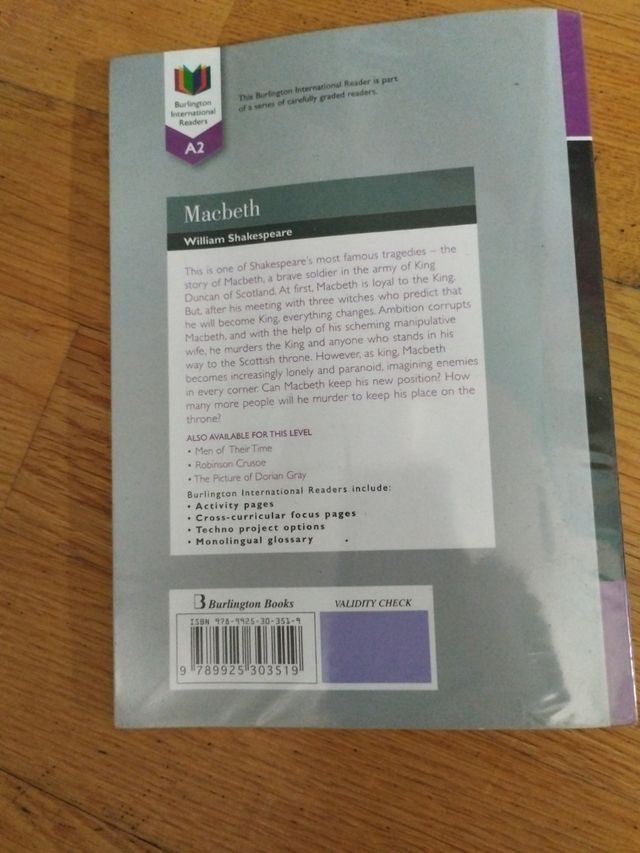 Burlington
International
Readers
A2
This Burlington International Reader is part
of a series of carefully graded readers.
Macbeth
William Shakespeare
This is one of Shakespeare's most famous tragedies – the
story of Macbeth, a brave soldier in the army of King
Duncan of Scotland. At first, Macbeth is loyal to the King.
But, after his meeting with three witches who predict that
he will become King, everything changes. Ambition corrupts
Macbeth, and with the help of his scheming manipulative
wife, he murders the King and anyone who stands in his
way to the Scottish throne. However, as king, Macbeth
becomes increasingly lonely and paranoid, imagining enemies
in every corner. Can Macbeth keep his new position? How
many more people will he murder to keep his place on the
throne?
ALSO AVAILABLE FOR THIS LEVEL
• Men of Their Time
• Robinson Crusoe
• The Picture of Dorian Gray
Burlington International Readers include:
• Activity pages
• Cross-curricular focus pages
• Techno project options
• Monolingual glossary
B Burlington Books
VALIDITY CHECK
ISBN 978-9925-30-351-9
9 789925 303519